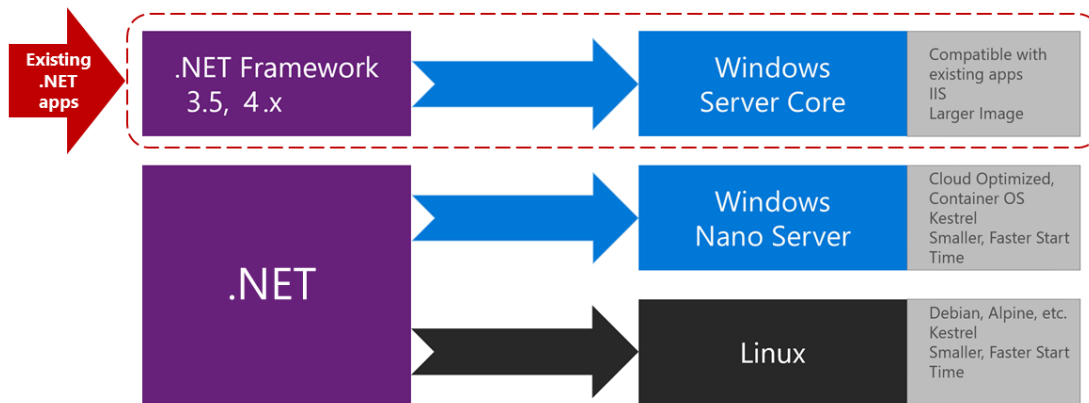 Existing
.NET
apps
.NET Framework
3.5, 4.x
Windows
Server Core
Compatible with
existing apps
IIS
Larger Image
.NET
Windows
Nano Server
Cloud Optimized,
Container OS
Kestrel
Smaller, Faster Start
Time
Linux
Debian, Alpine, etc.
Kestrel
Smaller, Faster Start
Time